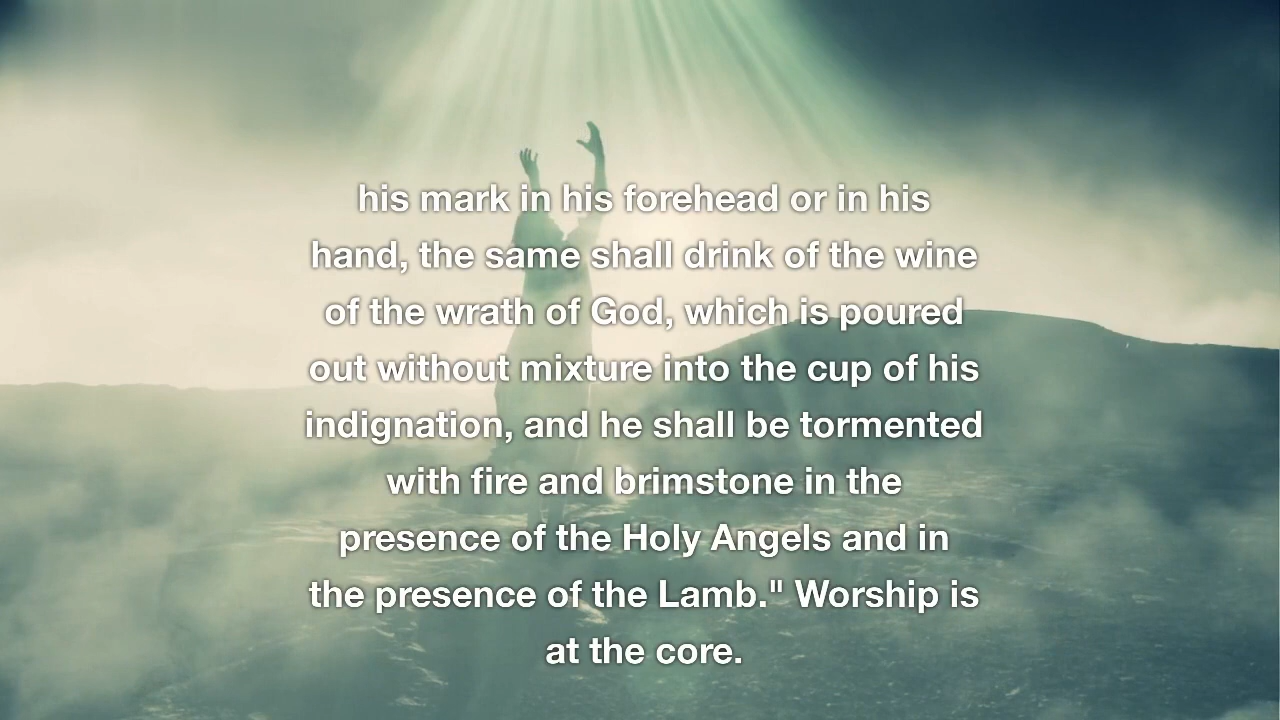 his mark in his forehead or in his
hand, the same shall drink of the wine
of the wrath of God, which is poured
out without mixture into the cup of his
indignation, and he shall be tormented
with fire and brimstone in the
presence of the Holy Angels and in
the presence of the Lamb." Worship is
at the core.